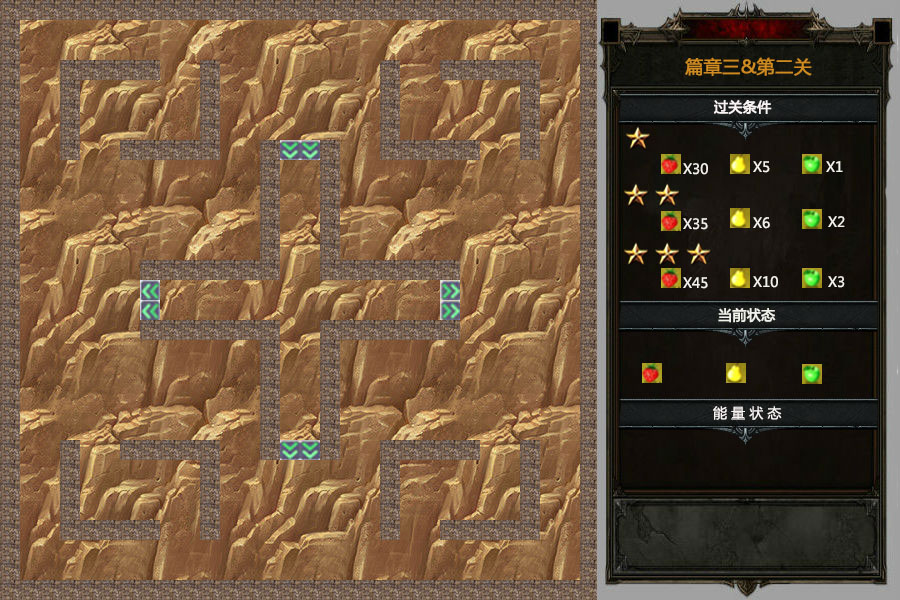 篇章三&第二关
过关条件
X30 X5 X1
X35 X6 X2
X45 X10 X3
当前状态
能量状态